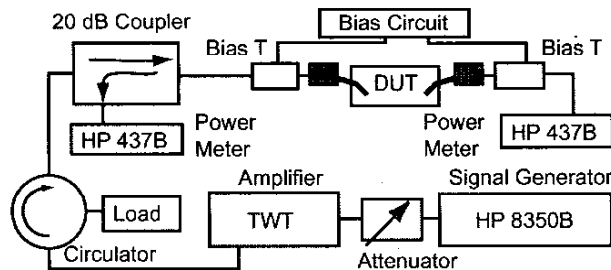 20 dB Coupler
Bias Circuit
Bias T
Bias T
DUT
HP 437B
Power
Meter
Power
Meter
HP 437B
Amplifier
Signal Generator
Load
TWT
HP 8350B
Circulator
Attenuator